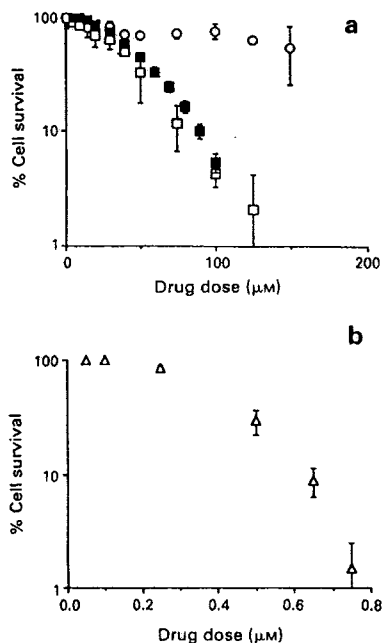 a
100
10
1
0
100
200
% Cell survival
Drug dose (μM)
b
100
10
1
0.0
0.2
0.4
0.6
0.8
% Cell survival
Drug dose (μM)